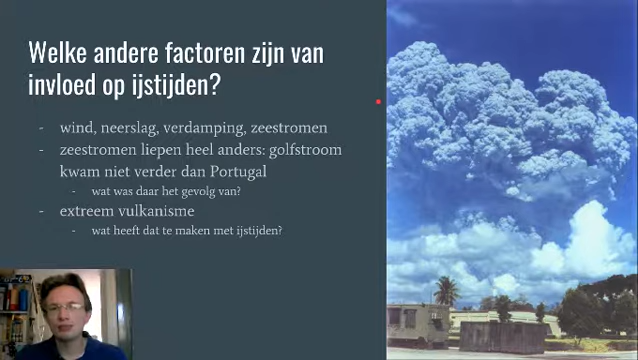 Welke andere factoren zijn van
invloed op ijstijden?
- wind, neerslag, verdamping, zeestromen
- zeestromen liepen heel anders: golfstroom
kwam niet verder dan Portugal
- wat was daar het gevolg van?
- extreem vulkanisme
- wat heeft dat te maken met ijstijden?